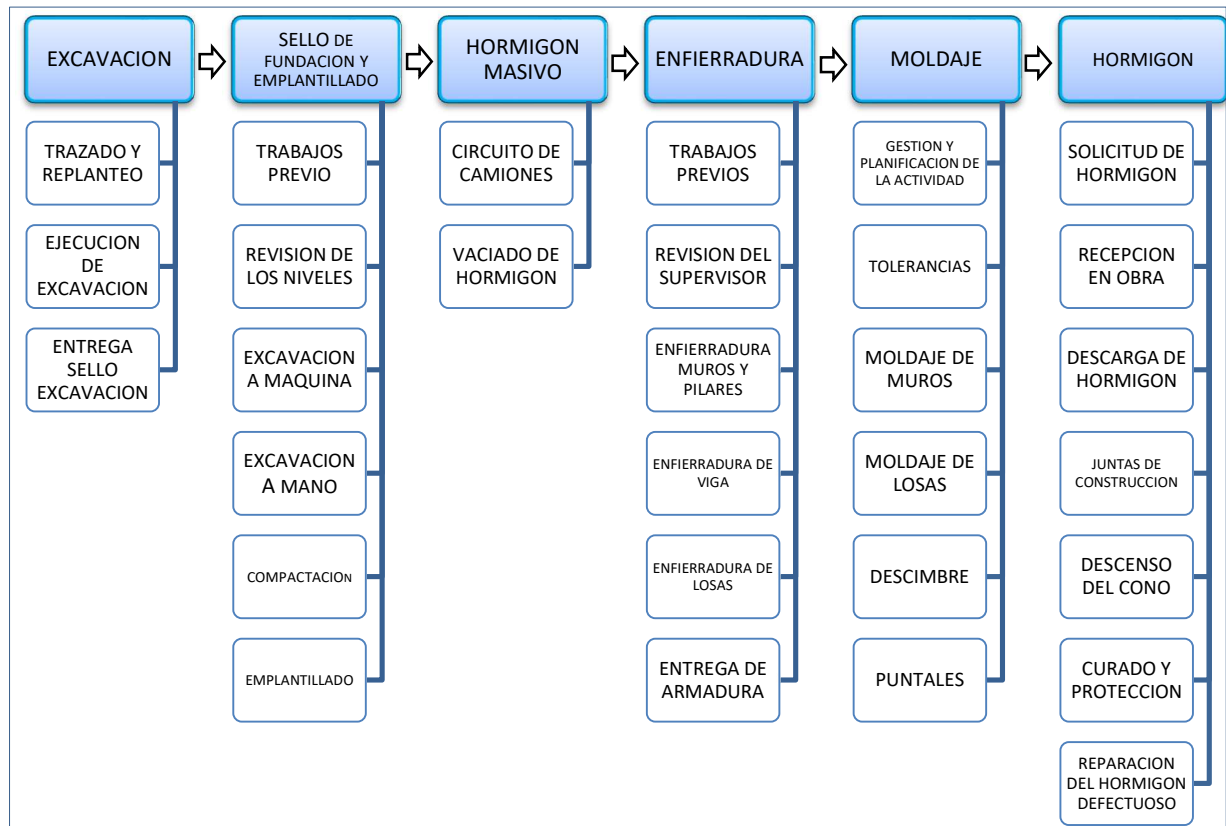 EXCAVACION
SELLO DE
FUNDACION Y
EMPLANTILLADO
HORMIGON
MASIVO
ENFIERRADURA
MOLDAJE
HORMIGON
TRAZADO Y
REPLANTEO
EJECUCION
DE
EXCAVACION
ENTREGA
SELLO
EXCAVACION
TRABAJOS
PREVIO
REVISION DE
LOS NIVELES
EXCAVACION
A MAQUINA
EXCAVACION
A MANO
COMPACTACION
EMPLANTILLADO
CIRCUITO DE
CAMIONES
VACIADO DE
HORMIGON
TRABAJOS
PREVIOS
REVISION DEL
SUPERVISOR
ENFIERRADURA
MUROS Y
PILARES
ENFIERRADURA DE
VIGA
ENFIERRADURA DE
LOSAS
ENTREGA DE
ARMADURA
GESTION Y
PLANIFICACION DE
LA ACTIVIDAD
TOLERANCIAS
MOLDAJE DE
MUROS
MOLDAJE DE
LOSAS
DESCIMBRE
PUNTALES
SOLICITUD DE
HORMIGON
RECEPCION
EN OBRA
DESCARGA DE
HORMIGON
JUNTAS DE
CONSTRUCCION
DESCENSO
DEL CONO
CURADO Y
PROTECCION
REPARACION
DEL HORMIGON
DEFECTUOSO